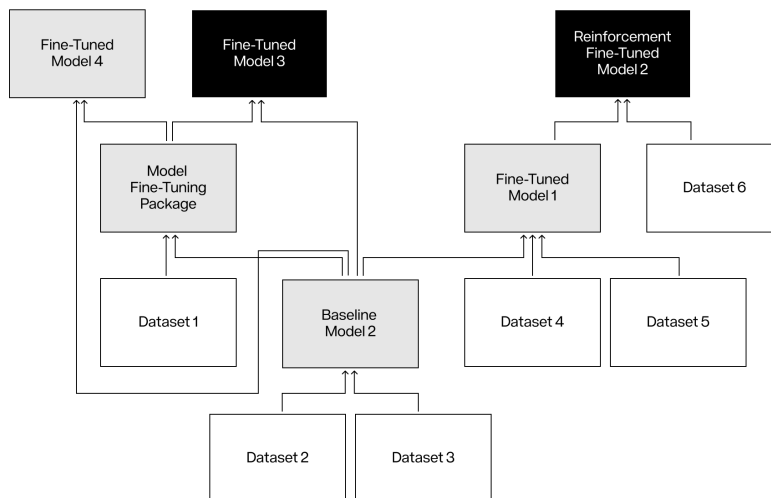 Fine-Tuned
Model 4
Fine-Tuned
Model 3
Reinforcement
Fine-Tuned
Model 2
Model
Fine-Tuning
Package
Fine-Tuned
Model 1
Dataset 6
Dataset 1
Baseline
Model 2
Dataset 4
Dataset 5
Dataset 2
Dataset 3